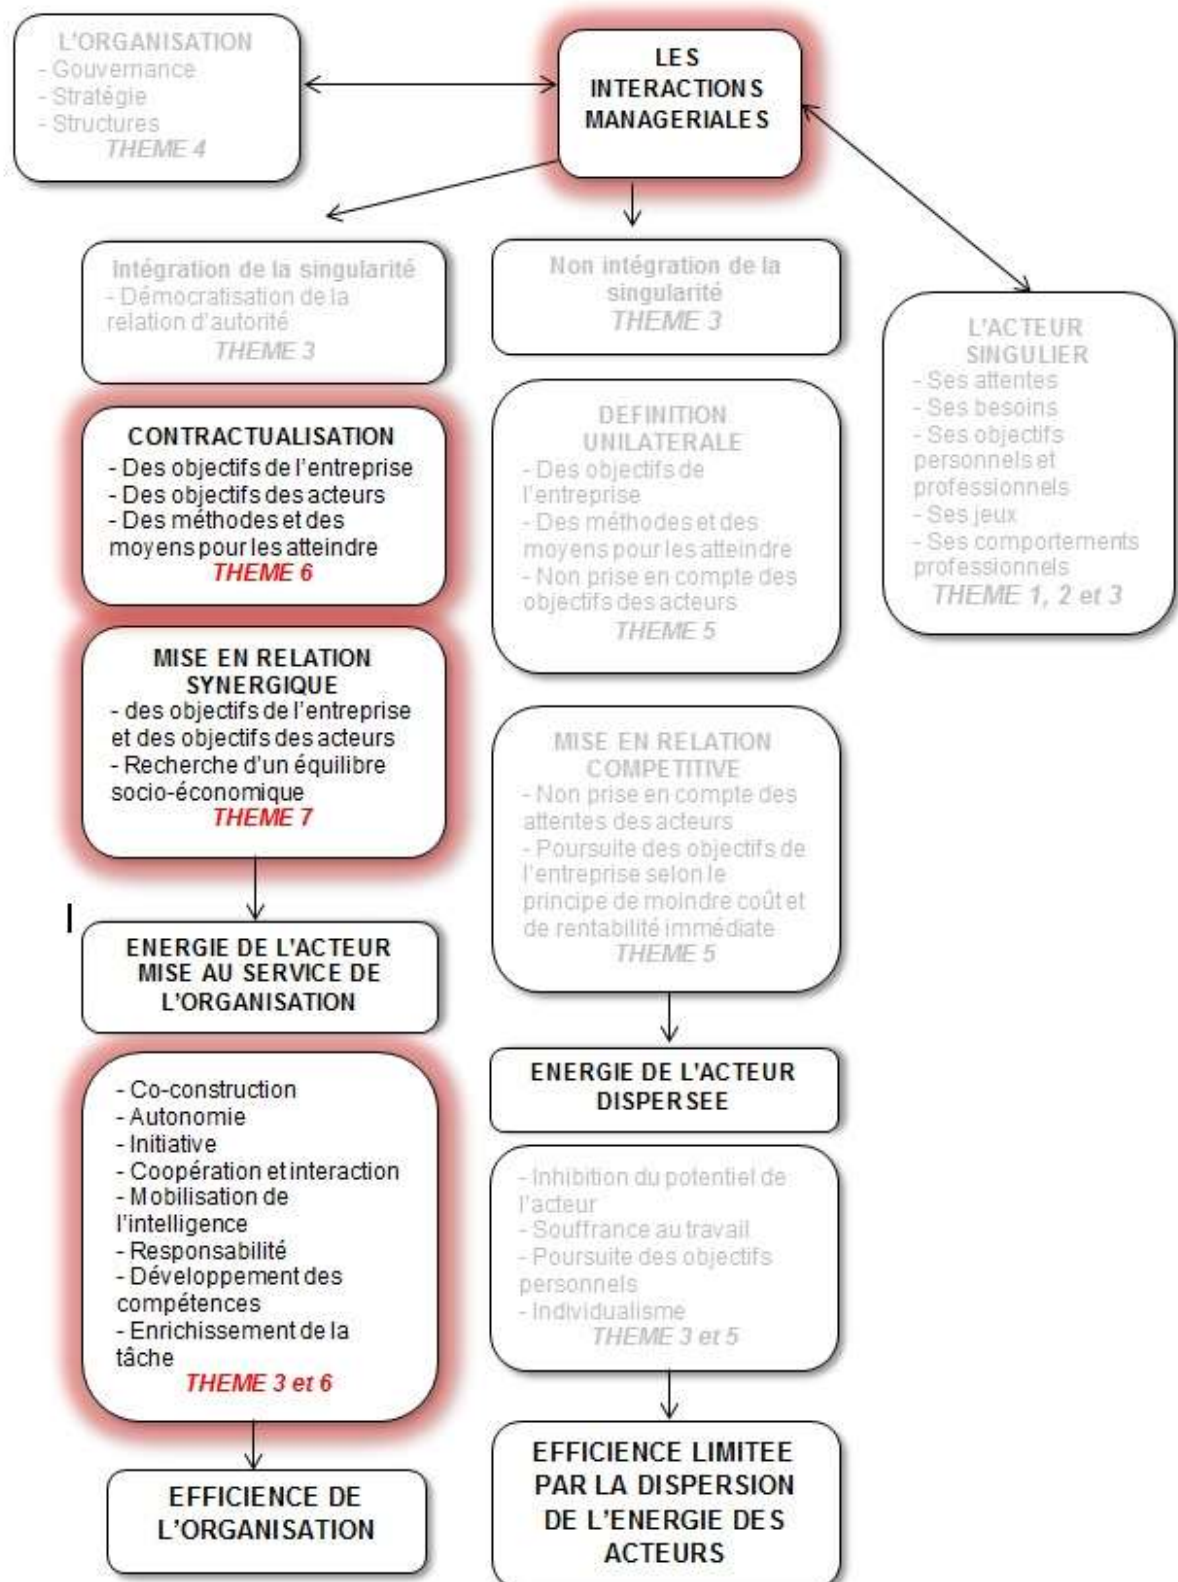 L'ORGANISATION
- Gouvernance
- Stratégie
- Structures
THEME 4
LES
INTERACTIONS
MANAGERIALES
Intégration de la singularité
- Démocratisation de la
relation d'autorité
THEME 3
Non intégration de la
singularité
THEME 3
L'ACTEUR
SINGULIER
- Ses attentes
- Ses besoins
- Ses objectifs
personnels et
professionnels
- Ses jeux
- Ses comportements
professionnels
THEME 1, 2 et 3
CONTRACTUALISATION
- Des objectifs de l'entreprise
- Des objectifs des acteurs
- Des méthodes et des
moyens pour les atteindre
THEME 6
DEFINITION
UNILATERALE
- Des objectifs de
l'entreprise
- Des méthodes et des
moyens pour les atteindre
- Non prise en compte des
objectifs des acteurs
THEME 5
MISE EN RELATION
SYNERGIQUE
- des objectifs de l'entreprise
et des objectifs des acteurs
- Recherche d'un équilibre
socio-économique
THEME 7
MISE EN RELATION
COMPETITIVE
- Non prise en compte des
attentes des acteurs
- Poursuite des objectifs de
l'entreprise selon le
principe de moindre coût et
de rentabilité immédiate
THEME 5
ENERGIE DE L'ACTEUR
MISE AU SERVICE DE
L'ORGANISATION
ENERGIE DE L'ACTEUR
DISPERSEE
- Co-construction
- Autonomie
- Initiative
- Coopération et interaction
- Mobilisation de
l'intelligence
- Responsabilité
- Développement des
compétences
- Enrichissement de la
tâche
THEME 3 et 6
- Inhibition du potentiel de
l'acteur
- Souffrance au travail
- Poursuite des objectifs
personnels
- Individualisme
THEME 3 et 5
EFFICIENCE DE
L'ORGANISATION
EFFICIENCE LIMITEE
PAR LA DISPERSION
DE L'ENERGIE DES
ACTEURS